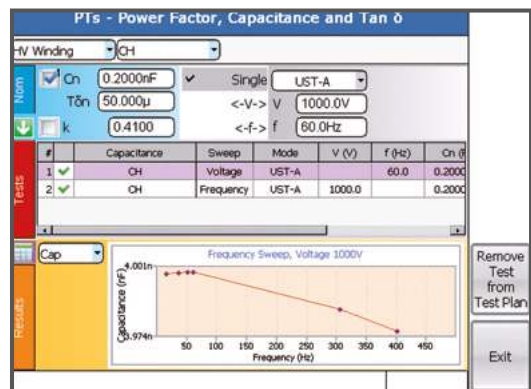 PTs - Power Factor, Capacitance and Tan δ
HV Winding CH
Nom
Cn 0.2000nF Single UST-A
Tδn 50.000µ <-V-> V 1000.0V
k 0.4100 <-f-> f 60.0Hz
Tests
# Capacitance Sweep Mode V (V) f (Hz) Cn (F
1 CH Voltage UST-A 60.0 0.2000
2 CH Frequency UST-A 1000.0 0.2000
Results
Cap
Frequency Sweep, Voltage 1000V
Capacitance (nF)
4.001n
3.974n
50 100 150 200 250 300 350 400 450
Frequency (Hz)
Remove
Test
from
Test Plan
Exit